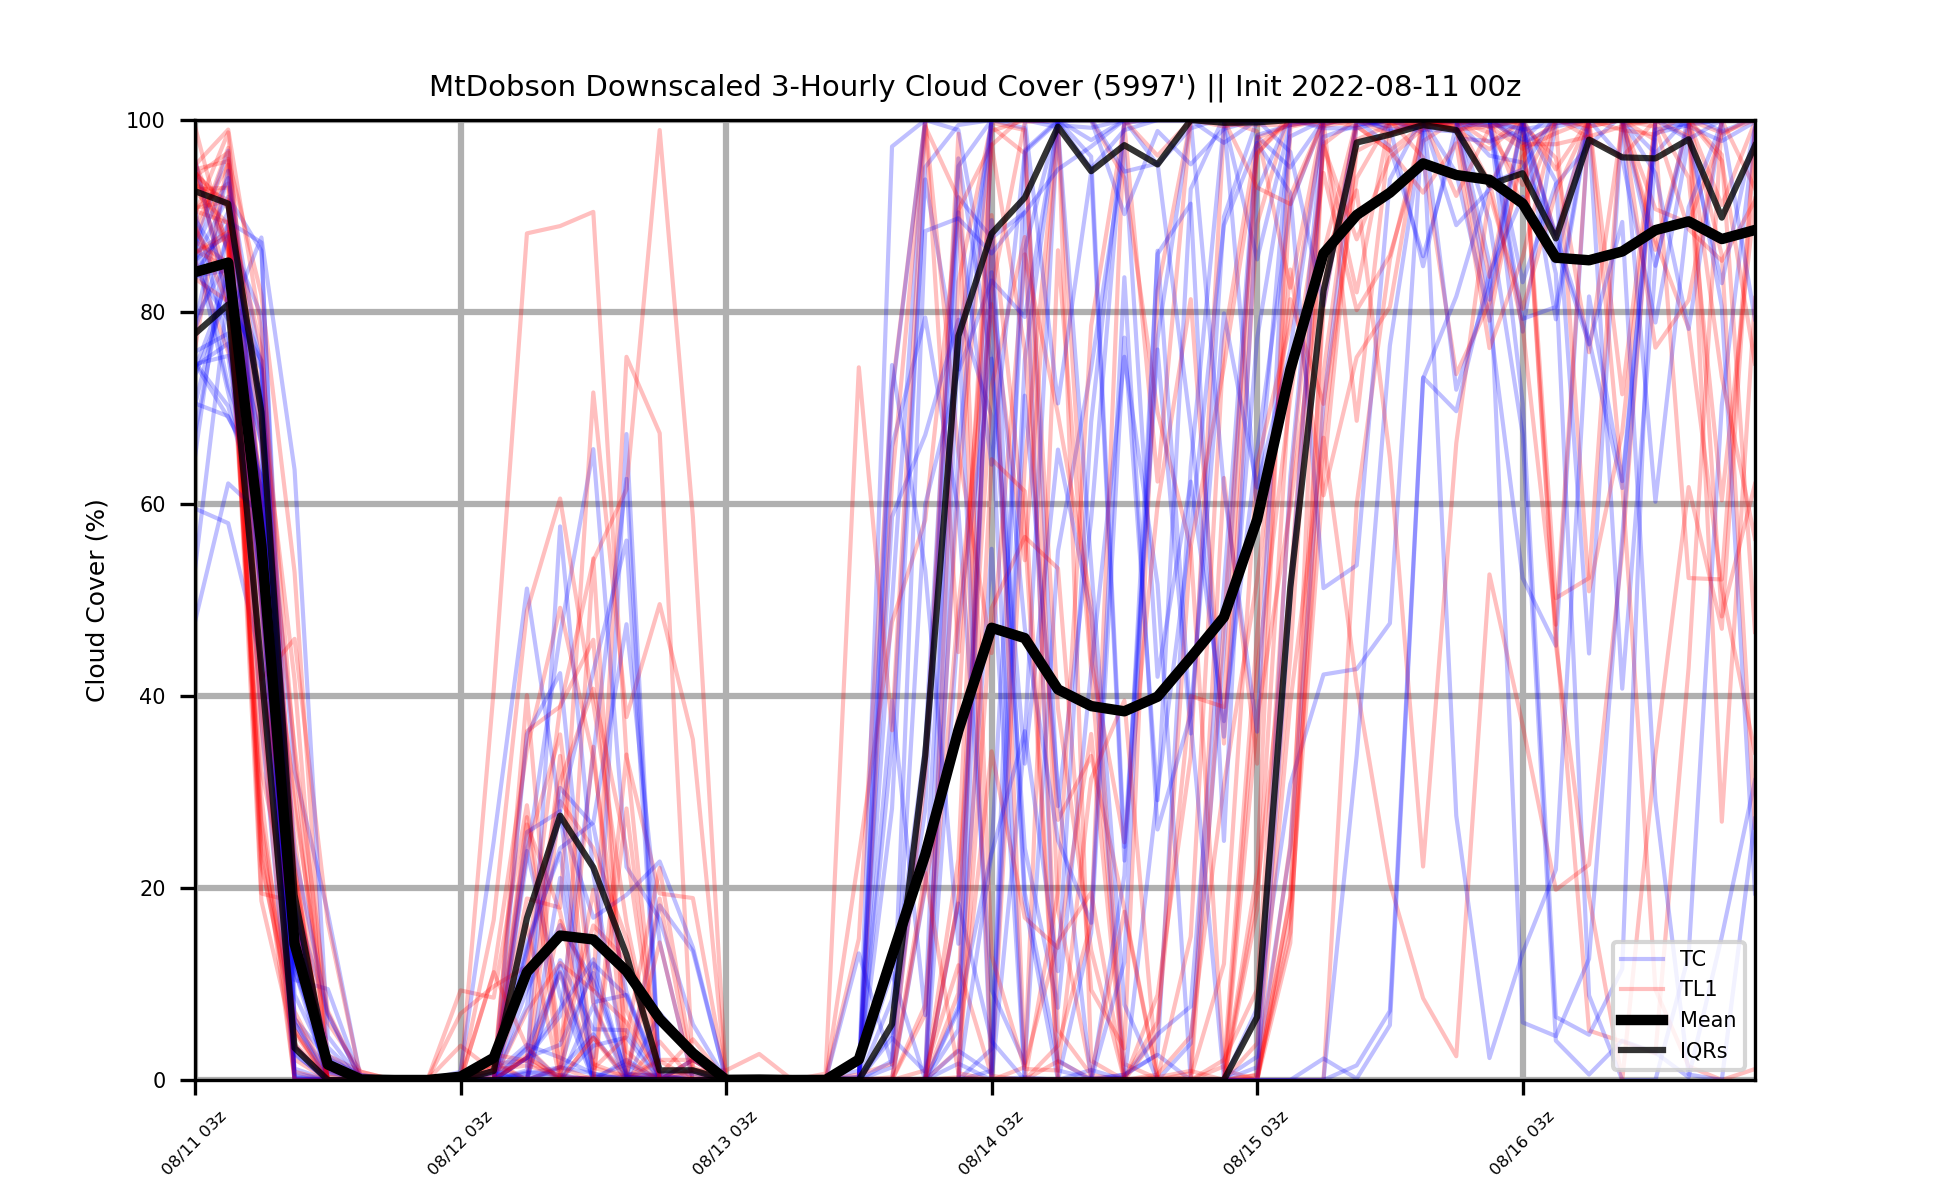 MtDobson Downscaled 3-Hourly Cloud Cover (5997') || Init 2022-08-11 00z
Cloud Cover (%)
100
80
60
40
20
0
TC
TL1
Mean
IQRs
08/11 03z
08/12 03z
08/13 03z
08/14 03z
08/15 03z
08/16 03z